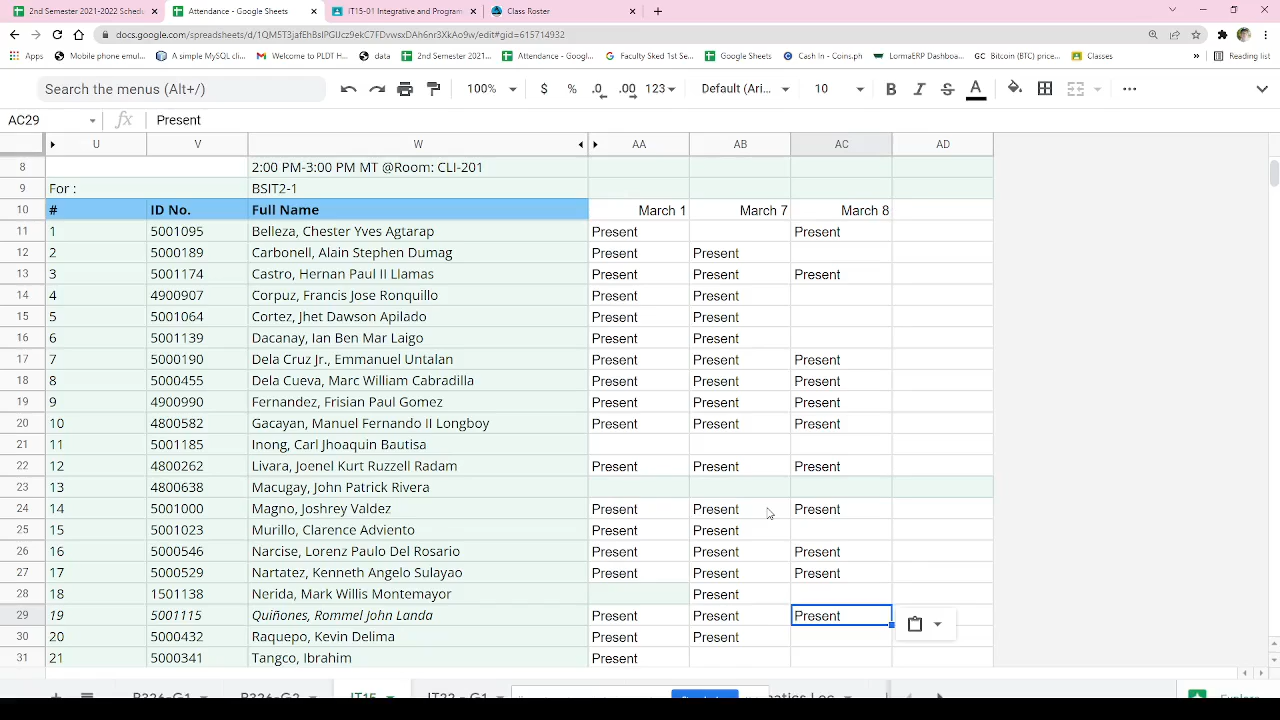 2nd Semester 2021-2022 Schedu
Attendance - Google Sheets
IT15-01 Integrative and Program
Class Roster
docs.google.com/spreadsheets/d/1QM5T3jafEhBsIPGUcz9ekC7FDvwsxDAh6nr3XkAo9w/edit#gid=615714932
Apps
Mobile phone emul...
A simple MySQL cli...
Welcome to PLDT H...
data
2nd Semester 2021...
Attendance - Googl...
Faculty Sked 1st Se...
Google Sheets
Cash In - Coins.ph
LormaERP Dashboa...
Bitcoin (BTC) price...
Classes
»
Reading list
Search the menus (Alt+/)
100%
$ % .0 .00 123
Default (Ari...
10
B I S A
AC29
fx
Present
U V W AA AB AC AD
8 2:00 PM-3:00 PM MT @Room: CLI-201
9 For : BSIT2-1
10 # ID No. Full Name March 1 March 7 March 8
11 1 5001095 Belleza, Chester Yves Agtarap Present Present
12 2 5000189 Carbonell, Alain Stephen Dumag Present Present
13 3 5001174 Castro, Hernan Paul II Llamas Present Present Present
14 4 4900907 Corpuz, Francis Jose Ronquillo Present Present
15 5 5001064 Cortez, Jhet Dawson Apilado Present Present
16 6 5001139 Dacanay, Ian Ben Mar Laigo Present Present
17 7 5000190 Dela Cruz Jr., Emmanuel Untalan Present Present Present
18 8 5000455 Dela Cueva, Marc William Cabradilla Present Present Present
19 9 4900990 Fernandez, Frisian Paul Gomez Present Present Present
20 10 4800582 Gacayan, Manuel Fernando II Longboy Present Present Present
21 11 5001185 Inong, Carl Jhoaquin Bautisa
22 12 4800262 Livara, Joenel Kurt Ruzzell Radam Present Present Present
23 13 4800638 Macugay, John Patrick Rivera
24 14 5001000 Magno, Joshrey Valdez Present Present Present
25 15 5001023 Murillo, Clarence Adviento Present Present
26 16 5000546 Narcise, Lorenz Paulo Del Rosario Present Present Present
27 17 5000529 Nartatez, Kenneth Angelo Sulayao Present Present Present
28 18 1501138 Nerida, Mark Willis Montemayor Present
29 19 5001115 Quiñones, Rommel John Landa Present Present Present
30 20 5000432 Raquepo, Kevin Delima Present Present
31 21 5000341 Tangco, Ibrahim Present
IT15